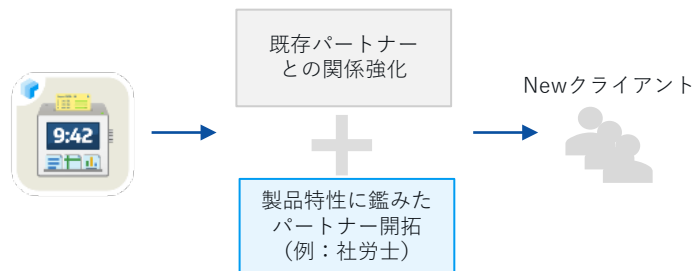 既存パートナー
との関係強化
Newクライアント
9:42
製品特性に鑑みた
パートナー開拓
（例：社労士）